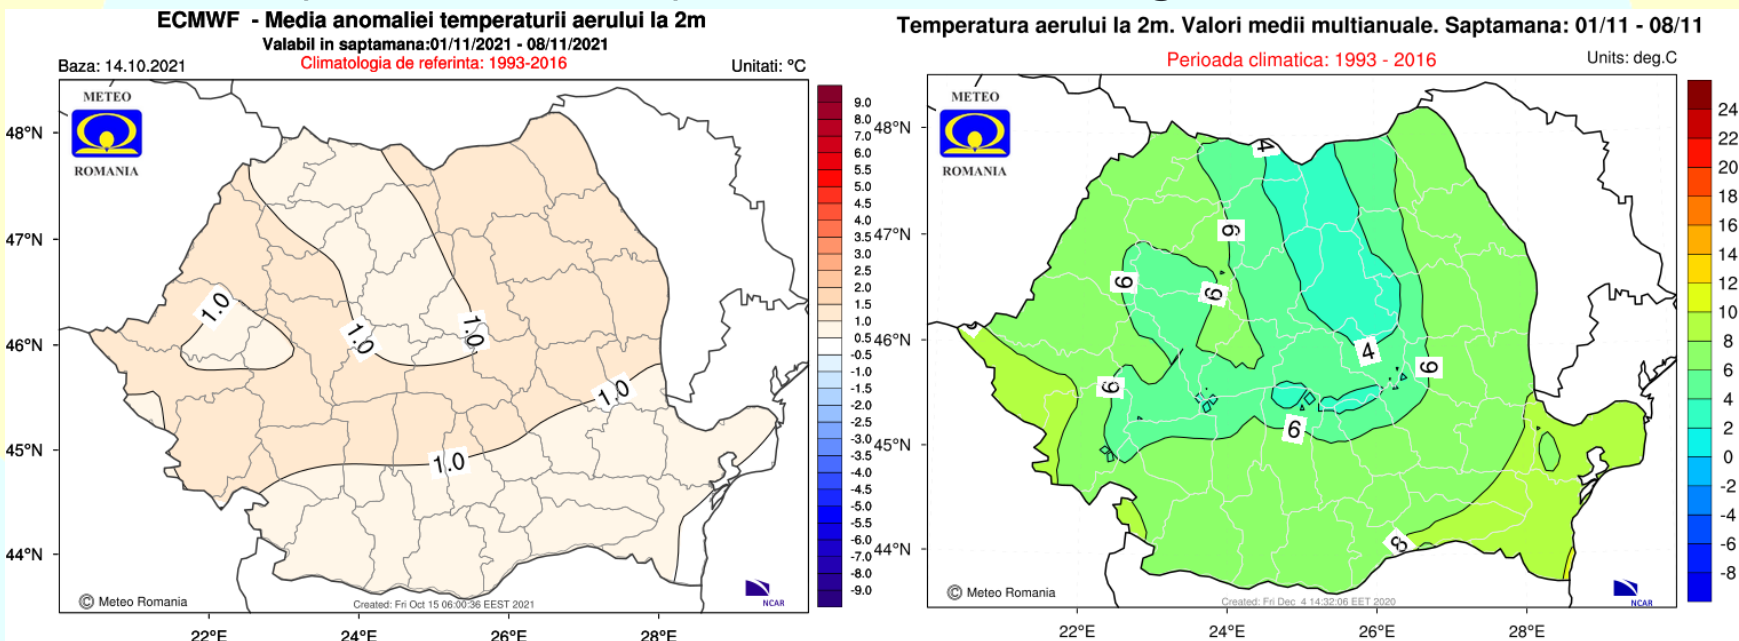 ECMWF - Media anomaliei temperaturii aerului la 2m
Valabil in saptamana:01/11/2021 - 08/11/2021
Baza: 14.10.2021
Climatologia de referinta: 1993-2016
Unitati: ºC
METEO
ROMANIA
48°N
47°N
46°N
45°N
44°N
1.0
1.0
1.0
1.0
1.0
9.0
8.0
7.0
6.0
5.5
5.0
4.5
4.0
3.5
3.0
2.5
2.0
1.5
1.0
0.5
-0.5
-1.0
-1.5
-2.0
-2.5
-3.0
-3.5
-4.0
-4.5
-5.0
-5.5
-6.0
-7.0
-8.0
-9.0
© Meteo Romania
Created: Fri Oct 15 06:00:36 EEST 2021
NCAR
22°E
24°E
26°E
28°E
Temperatura aerului la 2m. Valori medii multianuale. Saptamana: 01/11 - 08/11
Perioada climatica: 1993 - 2016
Units: deg.C
METEO
ROMANIA
48°N
47°N
46°N
45°N
44°N
4
6
6
6
4
6
6
6
8
24
22
20
18
16
14
12
10
8
6
4
2
0
-2
-4
-6
-8
© Meteo Romania
Created: Fri Dec 4 14:32:06 EET 2020
NCAR
22°E
24°E
26°E
28°E